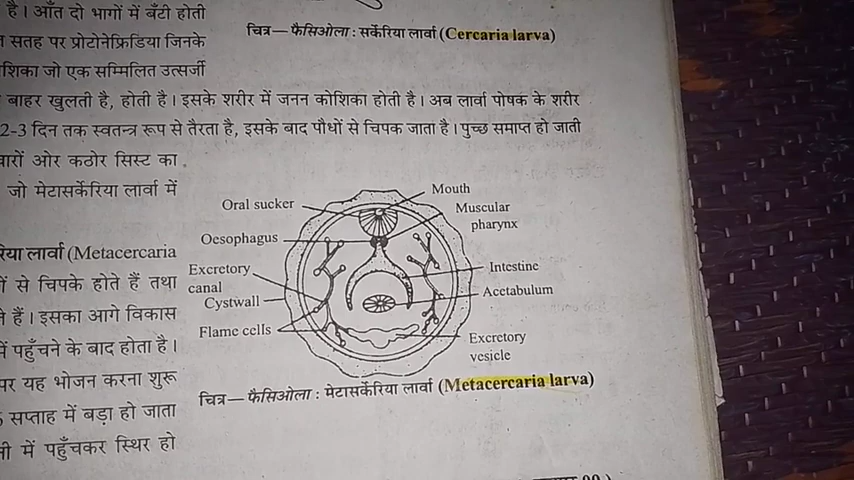 है। आँत दो भागों में बँटी होती
सतह पर प्रोटोनेफ्रिडिया जिनके
चित्र— फैसिओला : सर्केरिया लार्वा (Cercaria larva)
जो एक सम्मिलित उत्सर्जी
बाहर खुलती है, होती है। इसके शरीर में जनन कोशिका होती है। अब लार्वा पोषक के शरीर
2-3 दिन तक स्वतन्त्र रूप से तैरता है, इसके बाद पौधों से चिपक जाता है। पुच्छ समाप्त हो जाती
ओर कठोर सिस्ट का
जो मेटासर्केरिया लार्वा में
लार्वा (Metacercaria
से चिपके होते हैं तथा
हैं। इसका आगे विकास
में पहुँचने के बाद होता है।
पर यह भोजन करना शुरू
सप्ताह में बड़ा हो जाता
में पहुँचकर स्थिर हो
Mouth
Oral sucker
Muscular
pharynx
Oesophagus
Excretory
canal
Intestine
Acetabulum
Cystwall
Flame cells
Excretory
vesicle
चित्र— फैसिओला : मेटासर्केरिया लार्वा (Metacercaria larva)